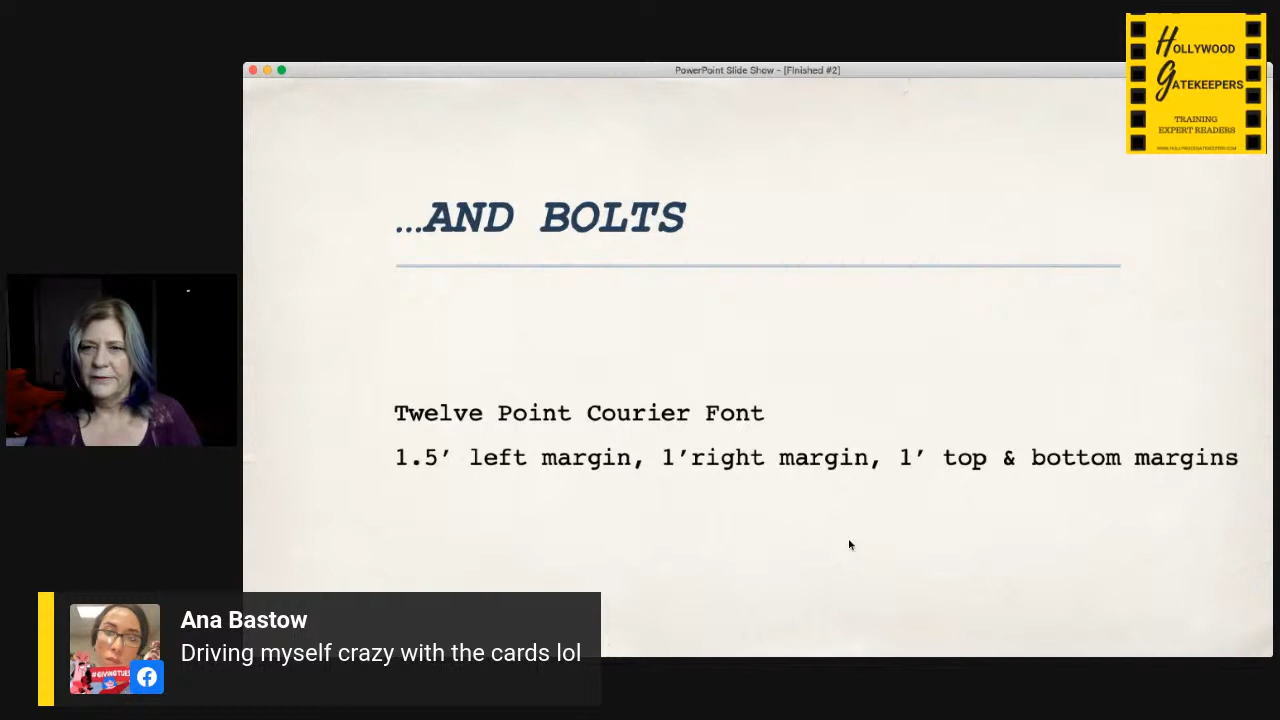 PowerPoint Slide Show - [Finished #2]
HOLLYWOOD
GATEKEEPERS
TRAINING
EXPERT READERS
…AND BOLTS
Twelve Point Courier Font
1.5’ left margin, 1’right margin, 1’ top & bottom margins
Ana Bastow
Driving myself crazy with the cards lol